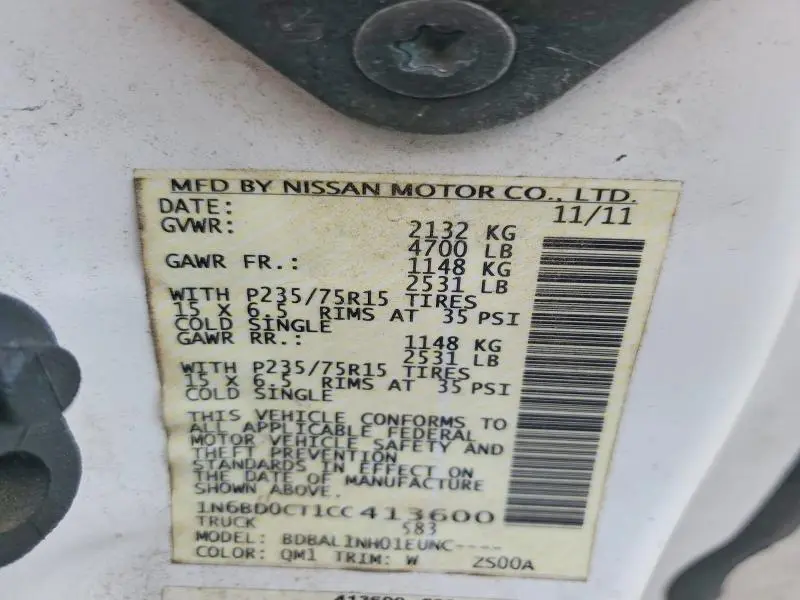 MFD BY NISSAN MOTOR CO., LTD.
DATE: 11/11
GVWR: 2132 KG
4700 LB
GAWR FR.: 1148 KG
2531 LB
WITH P235/75R15 TIRES
15 X 6.5 RIMS AT 35 PSI
COLD SINGLE
GAWR RR.: 1148 KG
2531 LB
WITH P235/75R15 TIRES
15 X 6.5 RIMS AT 35 PSI
COLD SINGLE
THIS VEHICLE CONFORMS TO
ALL APPLICABLE FEDERAL
MOTOR VEHICLE SAFETY AND
THEFT PREVENTION
STANDARDS IN EFFECT ON
THE DATE OF MANUFACTURE
SHOWN ABOVE.
1N6BD0CT1CC413600
TRUCK 583
MODEL: BDBALINH01EUNC----
COLOR: QM1 TRIM: W ZS00A